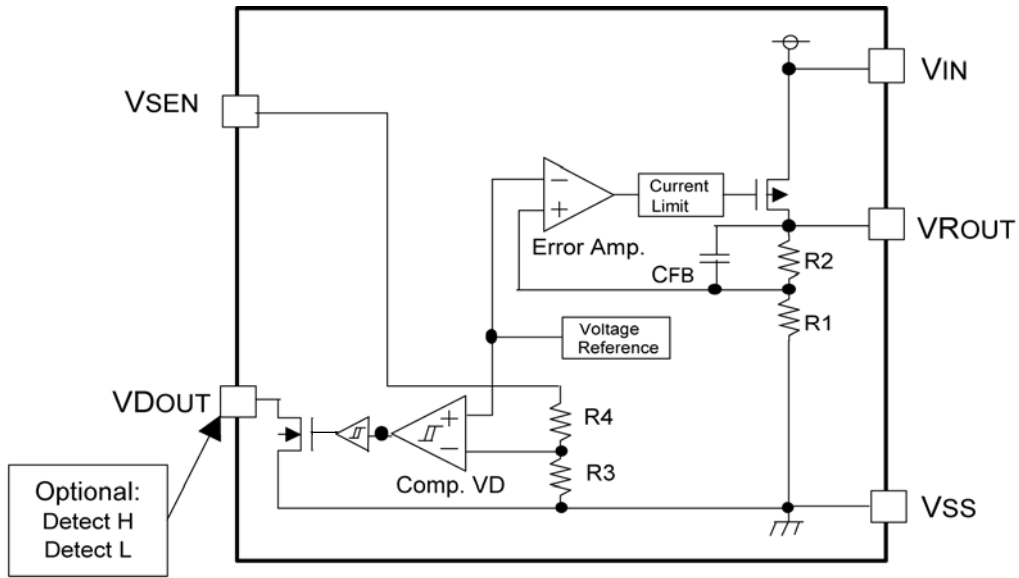 VIN
VSEN
Current
Limit
−
+
VROUT
Error Amp.
R2
CFB
R1
Voltage
Reference
VDOUT
+
−
R4
R3
Comp. VD
Optional:
Detect H
Detect L
VSS